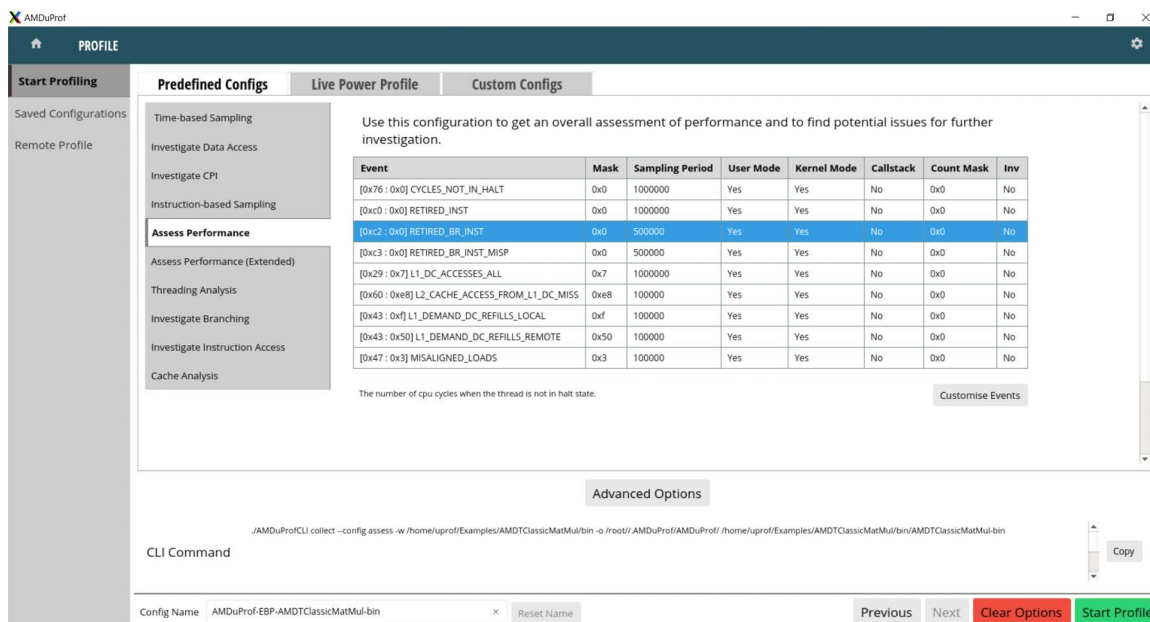 AMDuProf
PROFILE
Start Profiling
Saved Configurations
Remote Profile
Predefined Configs Live Power Profile Custom Configs
Time-based Sampling
Investigate Data Access
Investigate CPI
Instruction-based Sampling
Assess Performance
Assess Performance (Extended)
Threading Analysis
Investigate Branching
Investigate Instruction Access
Cache Analysis
Use this configuration to get an overall assessment of performance and to find potential issues for further
investigation.
Event Mask Sampling Period User Mode Kernel Mode Callstack Count Mask Inv
[0x76 : 0x0] CYCLES_NOT_IN_HALT 0x0 1000000 Yes Yes No 0x0 No
[0xc0 : 0x0] RETIRED_INST 0x0 1000000 Yes Yes No 0x0 No
[0xc2 : 0x0] RETIRED_BR_INST 0x0 500000 Yes Yes No 0x0 No
[0xc3 : 0x0] RETIRED_BR_INST_MISP 0x0 500000 Yes Yes No 0x0 No
[0x29 : 0x7] L1_DC_ACCESSES_ALL 0x7 1000000 Yes Yes No 0x0 No
[0x60 : 0xe8] L2_CACHE_ACCESS_FROM_L1_DC_MISS 0xe8 100000 Yes Yes No 0x0 No
[0x43 : 0xf] L1_DEMAND_DC_REFILLS_LOCAL 0xf 100000 Yes Yes No 0x0 No
[0x43 : 0x50] L1_DEMAND_DC_REFILLS_REMOTE 0x50 100000 Yes Yes No 0x0 No
[0x47 : 0x3] MISALIGNED_LOADS 0x3 100000 Yes Yes No 0x0 No
The number of cpu cycles when the thread is not in halt state.
Customise Events
Advanced Options
./AMDuProfCLI collect --config assess -w /home/uprof/Examples/AMDTClassicMatMul/bin -o /root//.AMDuProf/AMDuProf/ /home/uprof/Examples/AMDTClassicMatMul/bin/AMDTClassicMatMul-bin
CLI Command
Copy
Config Name AMDuProf-EBP-AMDTClassicMatMul-bin × Reset Name Previous Next Clear Options Start Profile